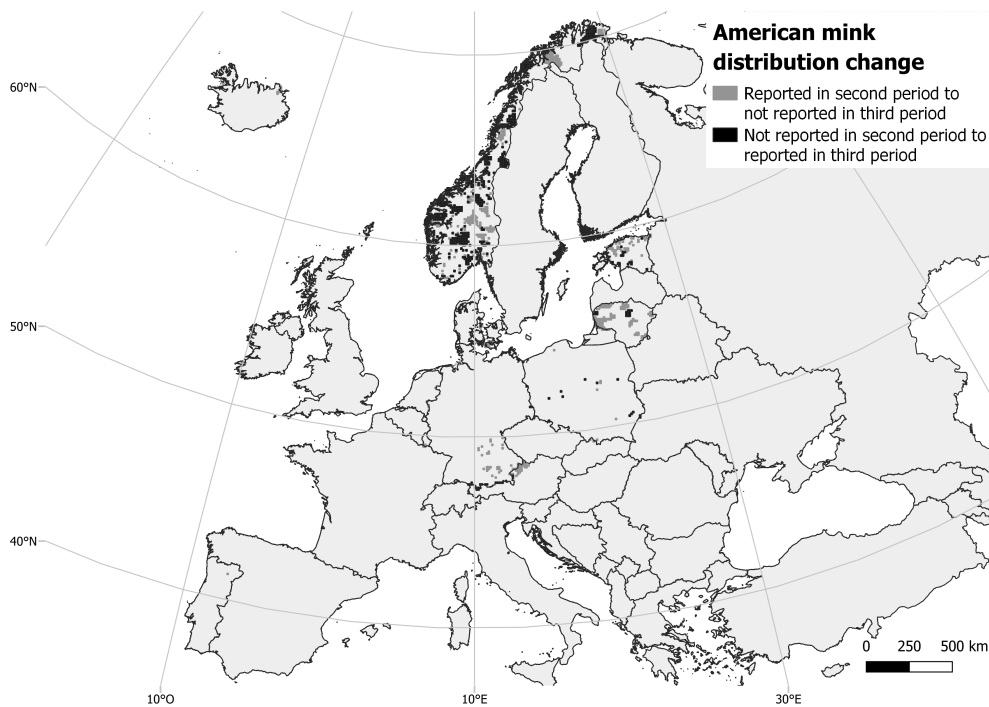 American mink
distribution change
Reported in second period to
not reported in third period
Not reported in second period to
reported in third period
60°N
50°N
40°N
0 250 500 km
10°O
10°E
30°E